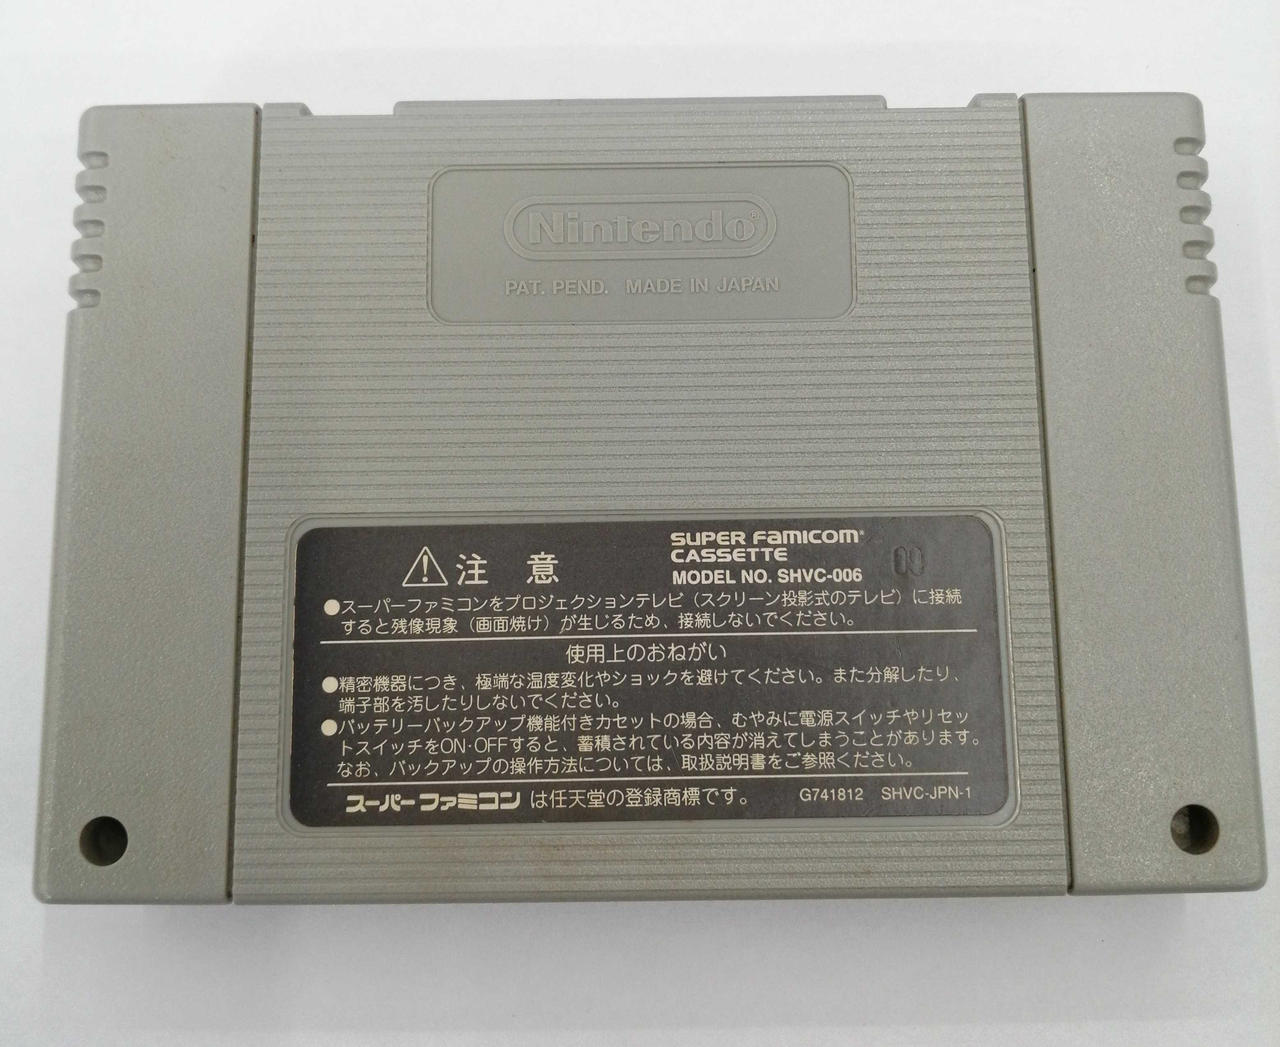 Nintendo®
PAT. PEND. MADE IN JAPAN
注 意
SUPER FAMICOM®
CASSETTE
MODEL NO. SHVC-006
●スーパーファミコンをプロジェクションテレビ（スクリーン投影式のテレビ）に接続
すると残像現象（画面焼け）が生じるため、接続しないでください。
使用上のおねがい
●精密機器につき、極端な温度変化やショックを避けてください。また分解したり、
端子部を汚したりしないでください。
●バッテリーバックアップ機能付きカセットの場合、むやみに電源スイッチやリセッ
トスイッチをON・OFFすると、蓄積されている内容が消えてしまうことがあります。
なお、バックアップの操作方法については、取扱説明書をご参照ください。
スーパーファミコン は任天堂の登録商標です。 G741812 SHVC-JPN-1